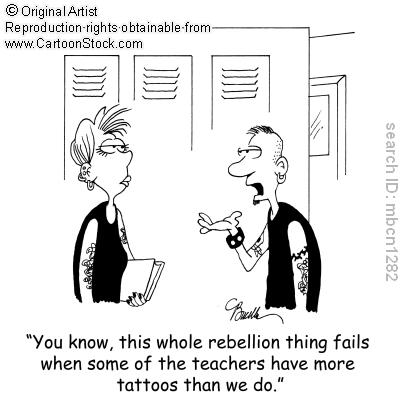 © Original Artist
Reproduction rights obtainable from
www.CartoonStock.com
search ID: mbcn1282
“You know, this whole rebellion thing fails
when some of the teachers have more
tattoos than we do.”